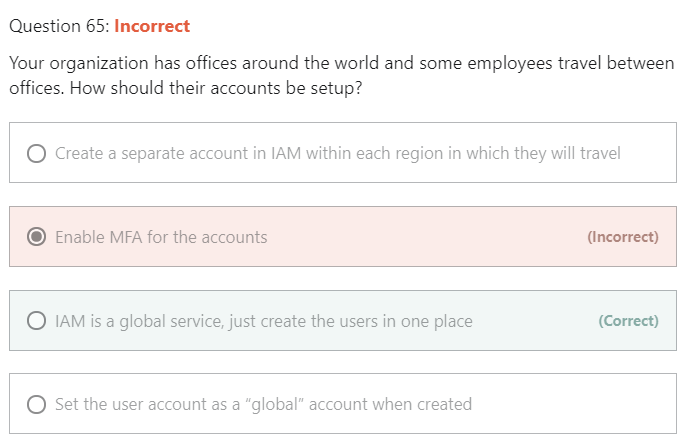 Question 65: Incorrect
Your organization has offices around the world and some employees travel between
offices. How should their accounts be setup?
Create a separate account in IAM within each region in which they will travel
Enable MFA for the accounts (Incorrect)
IAM is a global service, just create the users in one place (Correct)
Set the user account as a “global” account when created